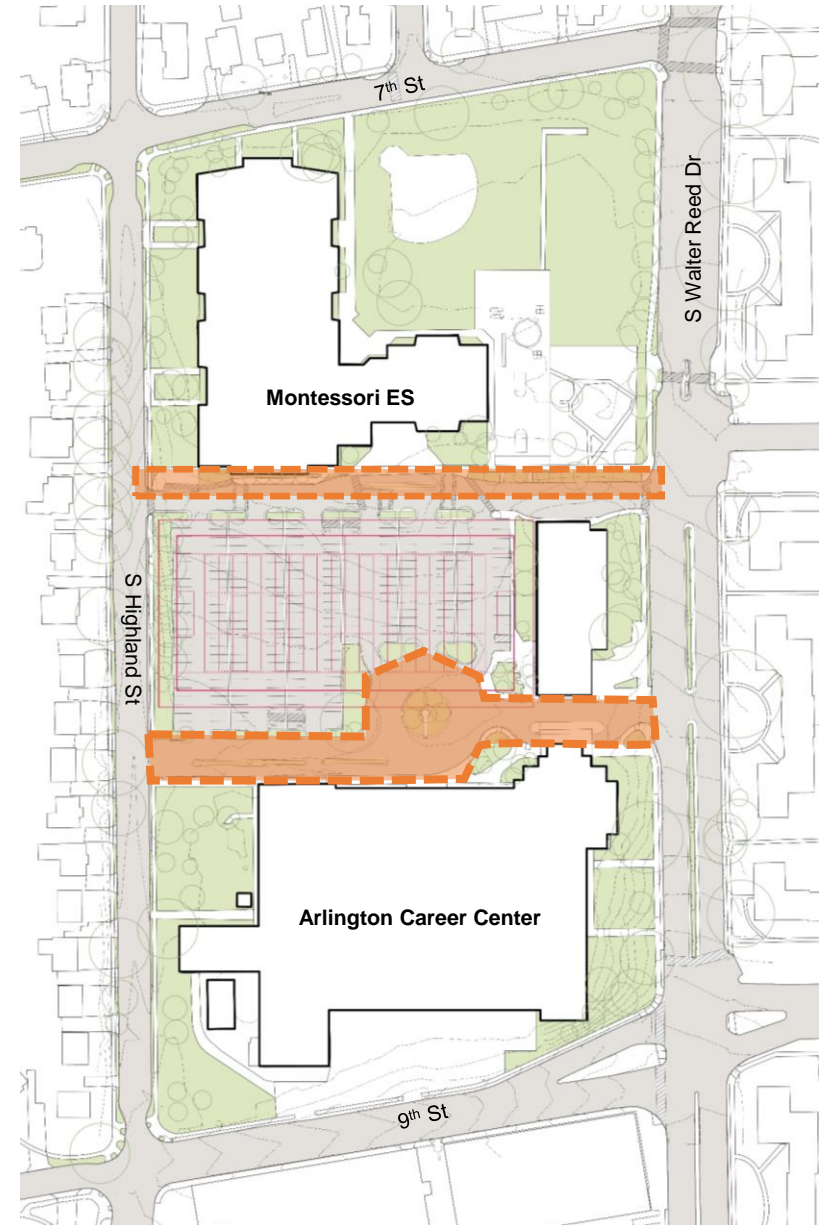 7th St
S Walter Reed Dr
Montessori ES
S Highland St
Arlington Career Center
9th St